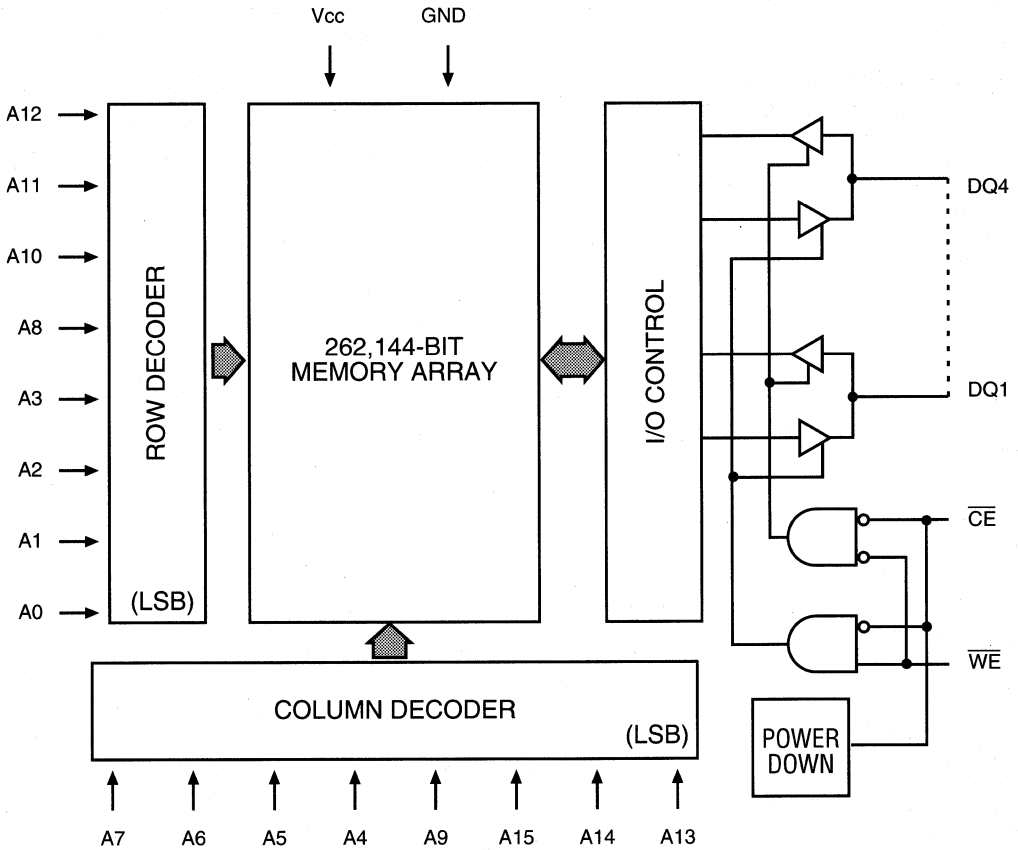 Vcc
GND
A12
A11
A10
A8
A3
A2
A1
A0
ROW DECODER
(LSB)
262,144-BIT
MEMORY ARRAY
I/O CONTROL
DQ4
DQ1
CE
WE
POWER
DOWN
COLUMN DECODER
(LSB)
A7
A6
A5
A4
A9
A15
A14
A13